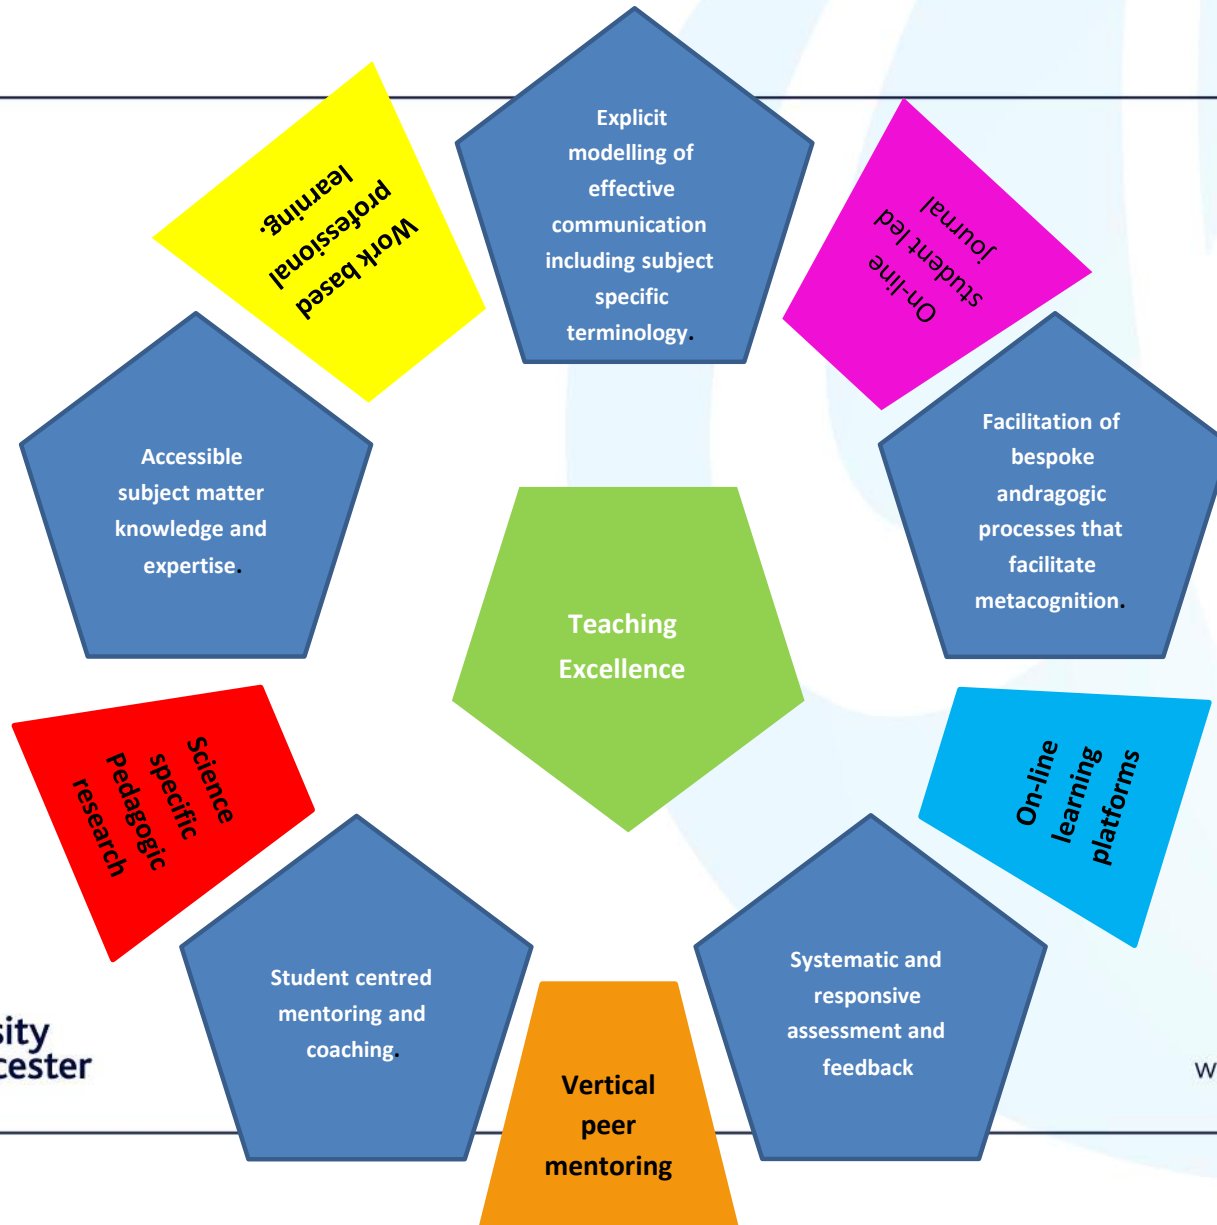 Explicit
modelling of
effective
communication
including subject
specific
terminology.
Work based
professional
learning.
On-line
student led
journal
Accessible
subject matter
knowledge and
expertise.
Facilitation of
bespoke
andragogic
processes that
facilitate
metacognition.
Teaching
Excellence
Science
specific
Pedagogic
research
On-line
learning
platforms
Student centred
mentoring and
coaching.
Systematic and
responsive
assessment and
feedback
Vertical
peer
mentoring
sity
cester
w